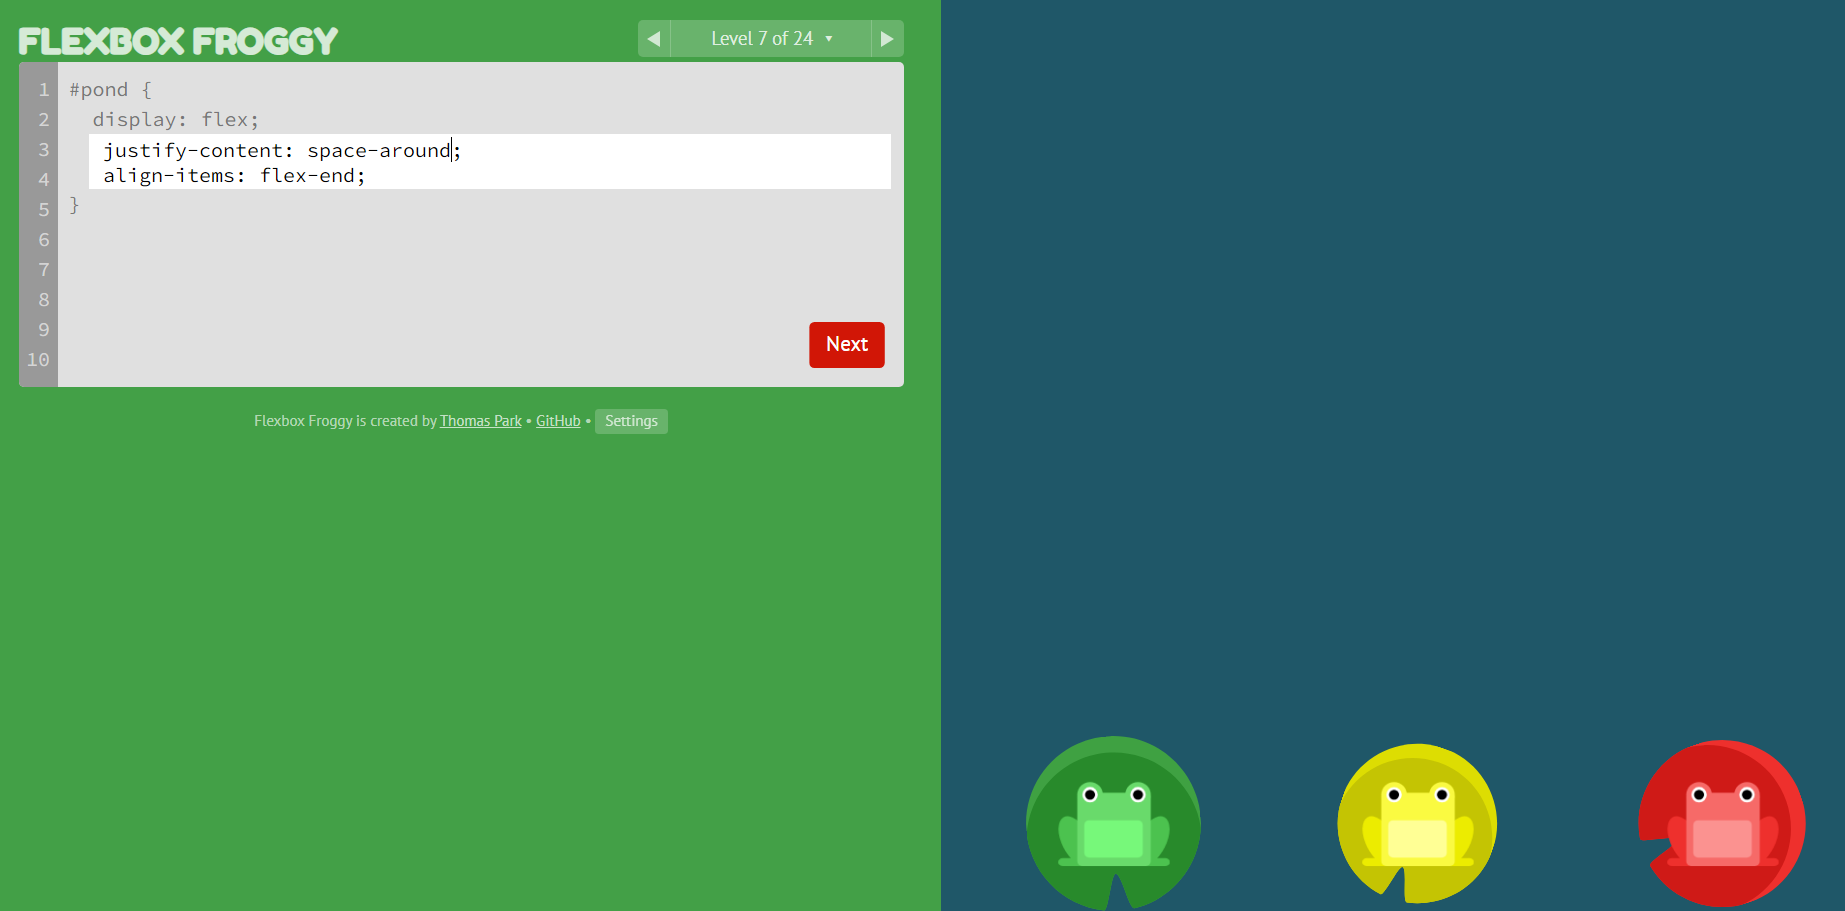 FLEXBOX FROGGY
◀ Level 7 of 24 ▾ ▶
1 #pond {
2 display: flex;
3 justify-content: space-around;
4 align-items: flex-end;
5 }
6
7
8
9
10
Next
Flexbox Froggy is created by Thomas Park • GitHub • Settings